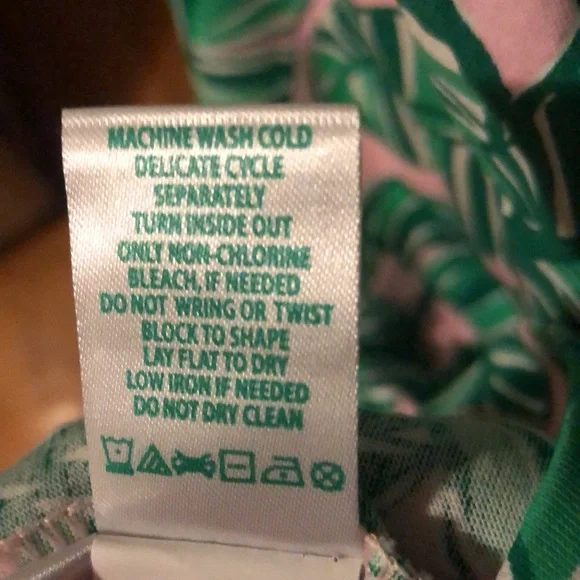 MACHINE WASH COLD
DELICATE CYCLE
SEPARATELY
TURN INSIDE OUT
ONLY NON-CHLORINE
BLEACH, IF NEEDED
DO NOT WRING OR TWIST
BLOCK TO SHAPE
LAY FLAT TO DRY
LOW IRON IF NEEDED
DO NOT DRY CLEAN